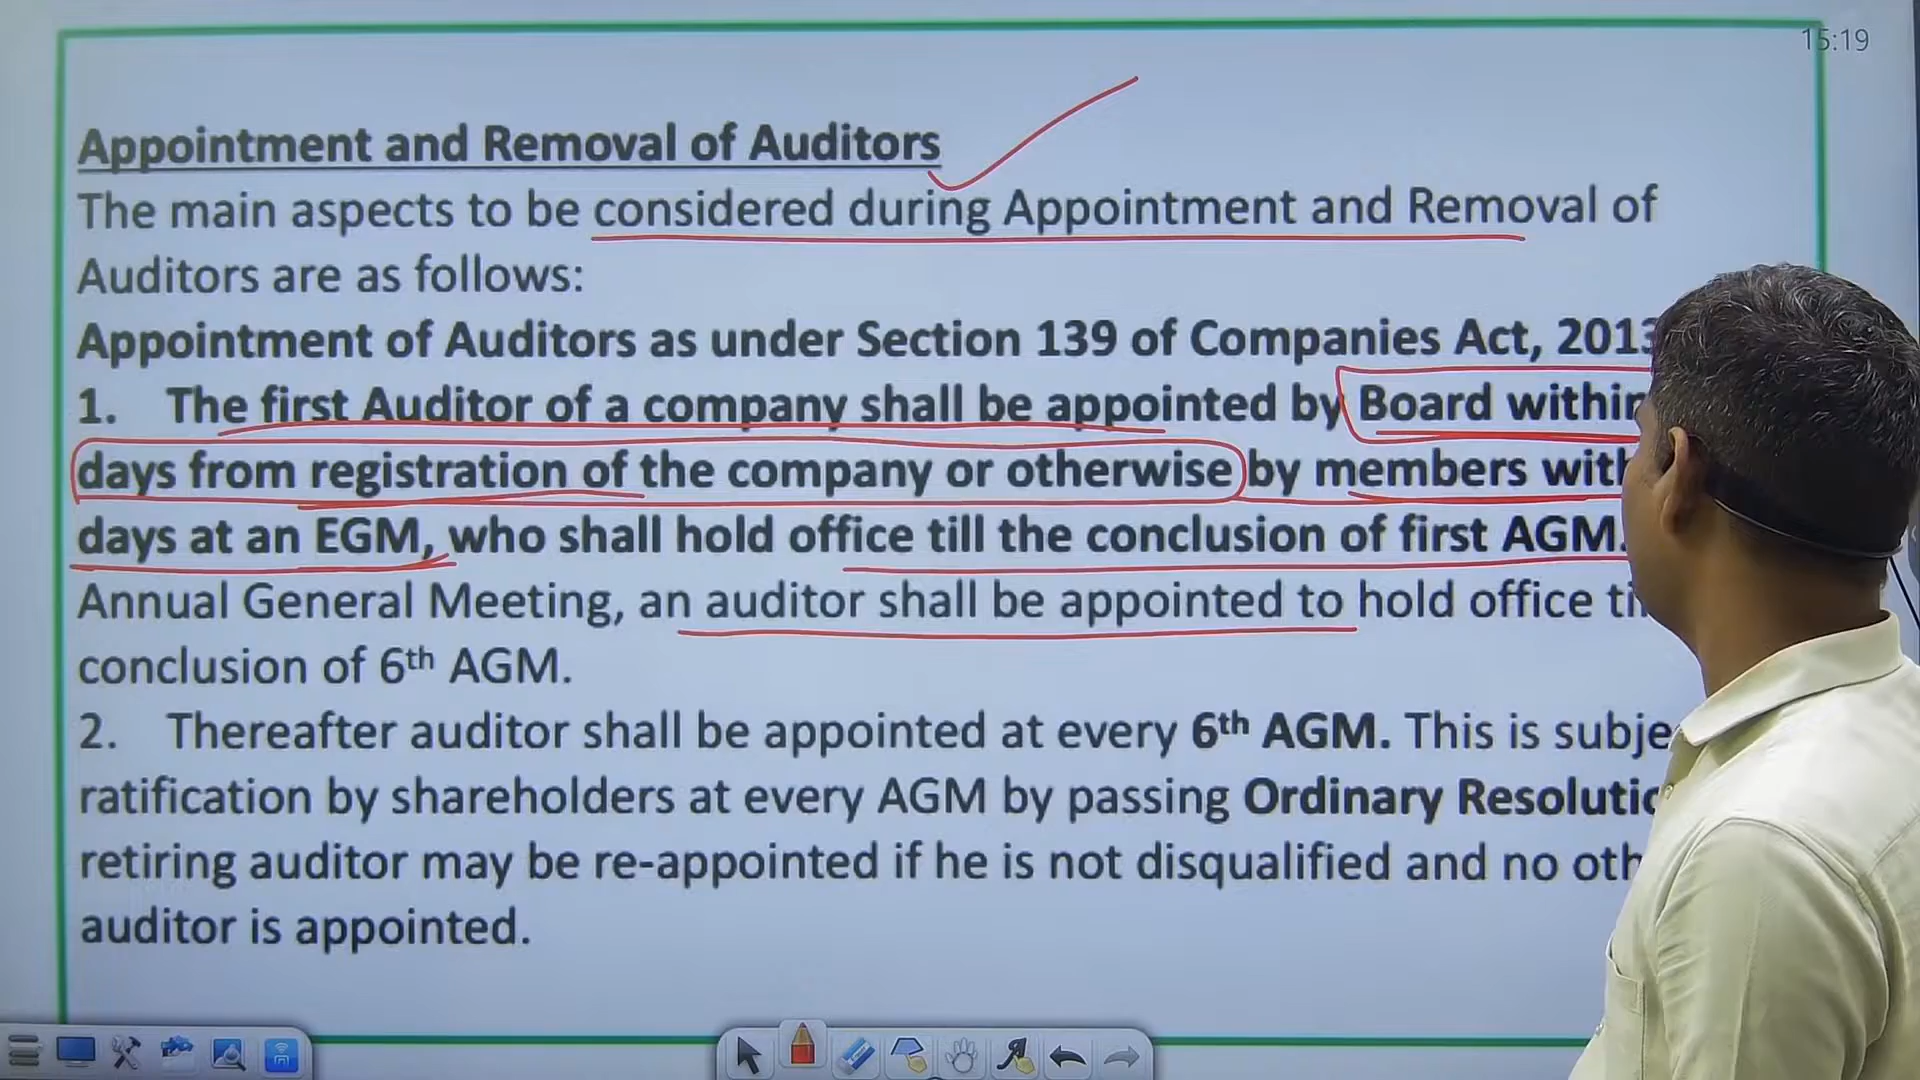 15:19
Appointment and Removal of Auditors
The main aspects to be considered during Appointment and Removal of
Auditors are as follows:
Appointment of Auditors as under Section 139 of Companies Act, 2013
1. The first Auditor of a company shall be appointed by Board within
days from registration of the company or otherwise by members
days at an EGM, who shall hold office till the conclusion of first AGM.
Annual General Meeting, an auditor shall be appointed to hold office
conclusion of 6th AGM.
2. Thereafter auditor shall be appointed at every 6th AGM. This is
ratification by shareholders at every AGM by passing Ordinary
retiring auditor may be re-appointed if he is not disqualified and no
auditor is appointed.